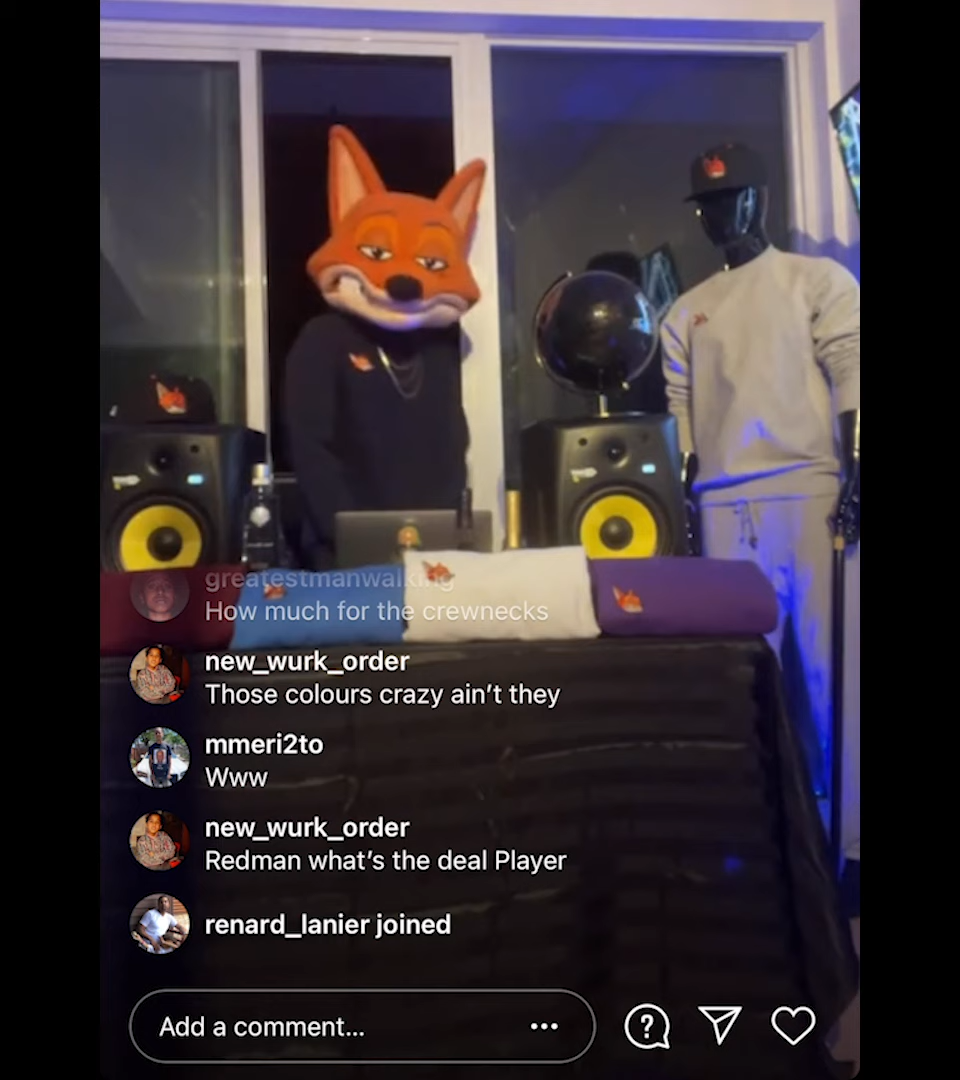 greatestmanwalking
How much for the crewnecks
new_wurk_order
Those colours crazy ain't they
mmeri2to
Www
new_wurk_order
Redman what's the deal Player
renard_lanier joined
Add a comment...